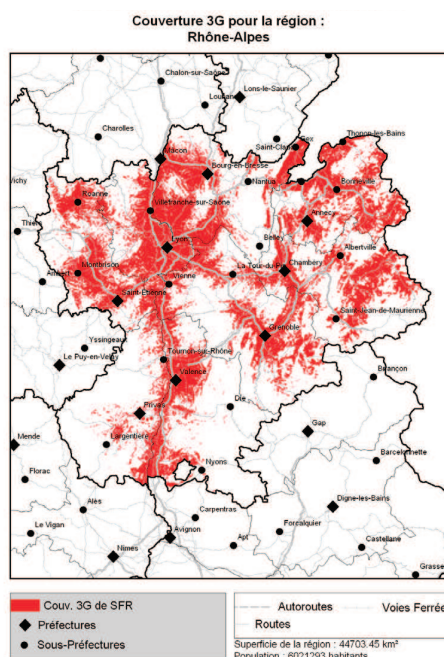 Couverture 3G pour la région :
Rhône-Alpes
Chalon-sur-Saône
Lons-le-Saunier
Charolles
Saint-Claude
Gex
Thonon-les-Bains
Mâcon
Bourg-en-Bresse
Nantua
Bonneville
Vichy
Roanne
Villefranche-sur-Saône
Annecy
Thiers
Lyon
Belley
Albertville
Ambert
Montbrison
Vienne
La-Tour-du-Pin
Chambéry
Saint-Étienne
Saint-Jean-de-Maurienne
Yssingeaux
Grenoble
Le Puy-en-Velay
Tournon-sur-Rhône
Valence
Briançon
Privas
Die
Mende
Largentière
Gap
Florac
Nyons
Barcelonnette
Alès
Carpentras
Digne-les-Bains
Le Vigan
Avignon
Forcalquier
Nîmes
Apt
Castellane
Grasse
Couv. 3G de SFR
Préfectures
Sous-Préfectures
Autoroutes
Voies Ferrée
Routes
Superficie de la région : 44703.45 km²
Population : 6021293 habitants